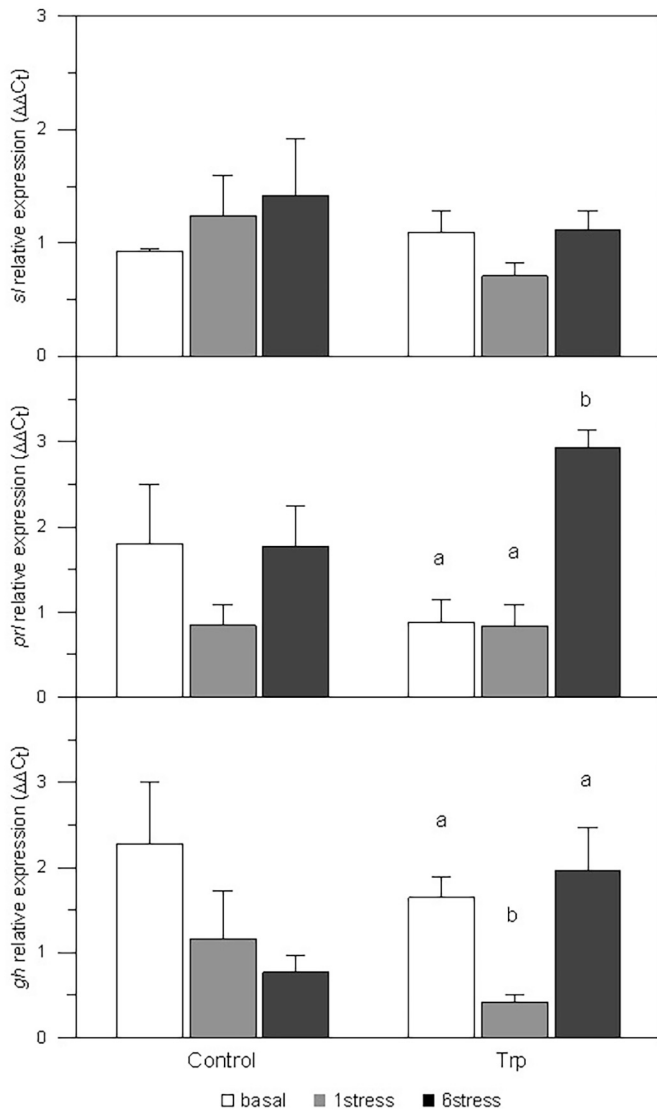 3
2
1
0
sl relative expression (ΔΔCt)
3
2
1
0
prl relative expression (ΔΔCt)
a
a
b
3
2
1
0
gh relative expression (ΔΔCt)
a
b
a
Control Trp
basal 1stress 6stress